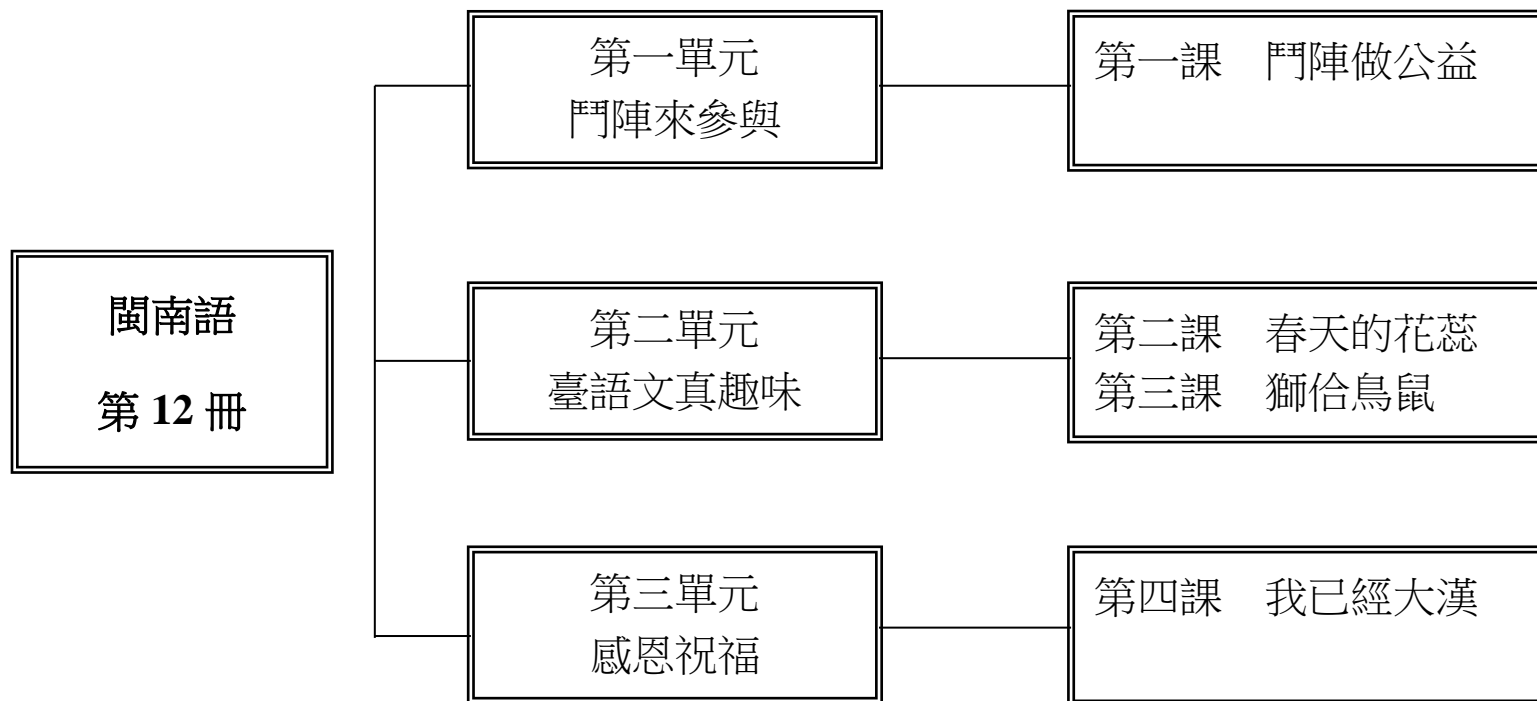 閩南語
第 12 冊
第一單元
鬥陣來參與
第一課　鬥陣做公益
第二單元
臺語文真趣味
第二課　春天的花蕊
第三課　獅佮鳥鼠
第三單元
感恩祝福
第四課　我已經大漢